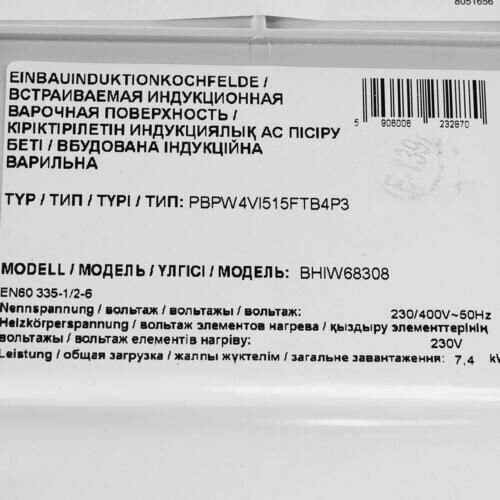 8051656
EINBAUINDUKTIONKOCHFELDE /
ВСТРАИВАЕМАЯ ИНДУКЦИОННАЯ
ВАРОЧНАЯ ПОВЕРХНОСТЬ /
КІРІКТІРІЛЕТІН ИНДУКЦИЯЛЫҚ АС ПІСІРУ
БЕТІ / ВБУДОВАНА ІНДУКЦІЙНА
ВАРИЛЬНА
5 906006 232870
TYP / ТИП / ТҮРІ / ТИП: PBPW4VI515FTB4P3
MODELL / МОДЕЛЬ / ҮЛГІСІ / МОДЕЛЬ: BHIW68308
EN60 335-1/2-6
Nennspannung / вольтаж / вольтажы / вольтаж: 230/400V~50Hz
Heizkörperspannung / вольтаж элементов нагрева / қыздыру элементтерінің
вольтажы / вольтаж елементів нагріву: 230V
Leistung / общая загрузка / жалпы жүктелім / загальне завантаження: 7,4